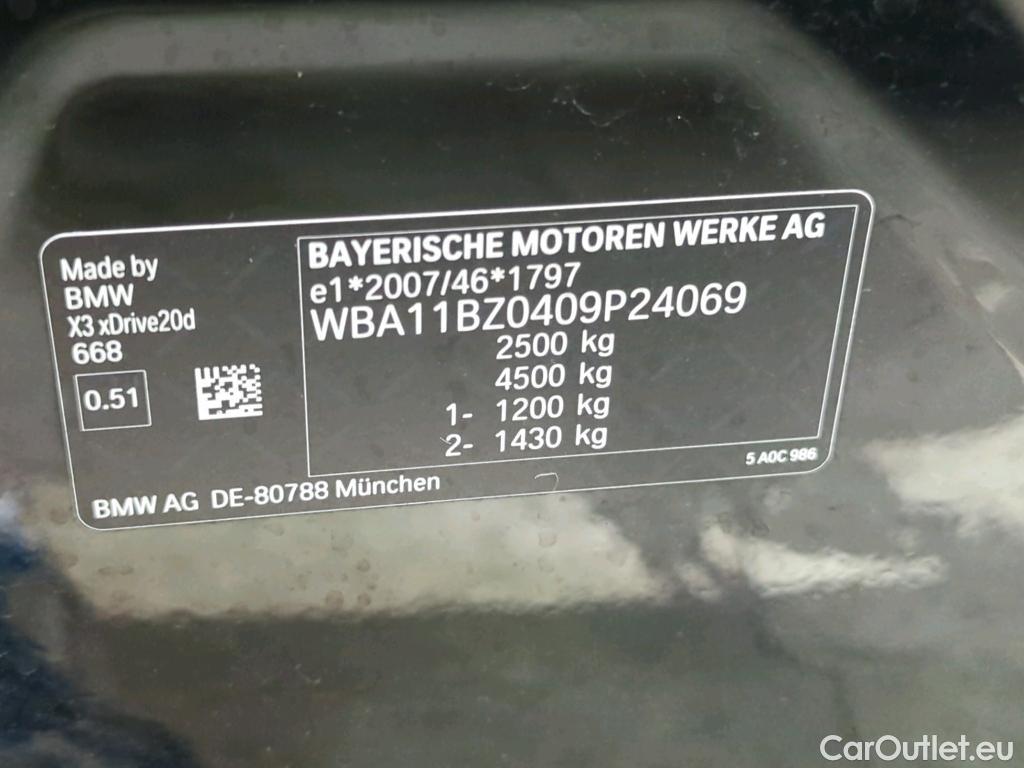 Made by
BMW
X3 xDrive20d
668
0.51
BAYERISCHE MOTOREN WERKE AG
e1*2007/46*1797
WBA11BZ0409P24069
2500 kg
4500 kg
1- 1200 kg
2- 1430 kg
5 A0C 986
BMW AG DE-80788 München
CarOutlet.eu